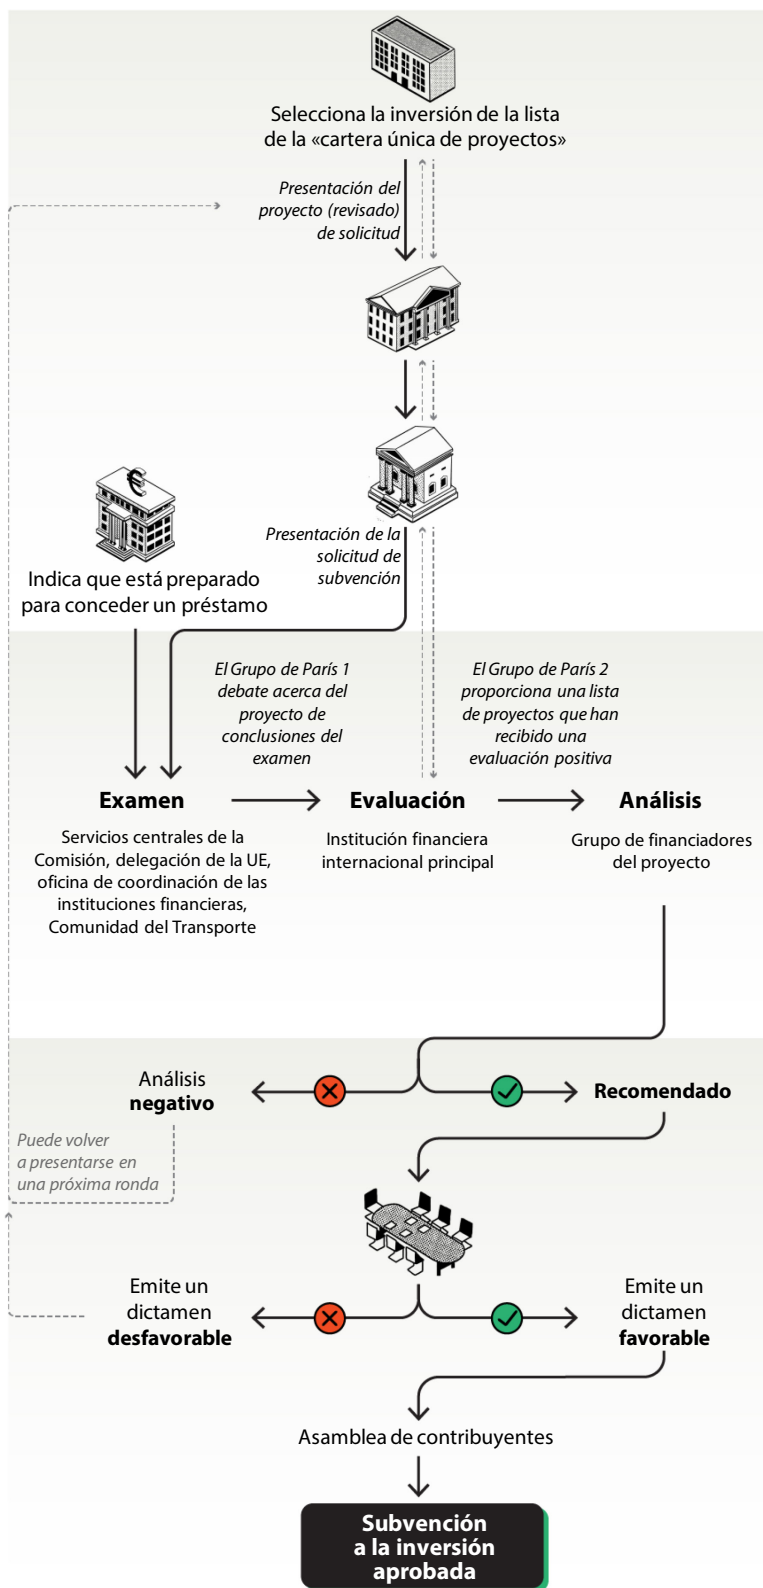 Selecciona la inversión de la lista
de la «cartera única de proyectos»
Presentación del
proyecto (revisado)
de solicitud
Presentación de la
solicitud de
subvención
€
Indica que está preparado
para conceder un préstamo
El Grupo de París 1
debate acerca del
proyecto de
conclusiones del
examen
El Grupo de París 2
proporciona una lista
de proyectos que han
recibido una
evaluación positiva
Examen
Servicios centrales de la
Comisión, delegación de la UE,
oficina de coordinación de las
instituciones financieras,
Comunidad del Transporte
Evaluación
Institución financiera
internacional principal
Análisis
Grupo de financiadores
del proyecto
Análisis
negativo
Recomendado
Puede volver
a presentarse en
una próxima ronda
Emite un
dictamen
desfavorable
Emite un
dictamen
favorable
Asamblea de contribuyentes
Subvención
a la inversión
aprobada